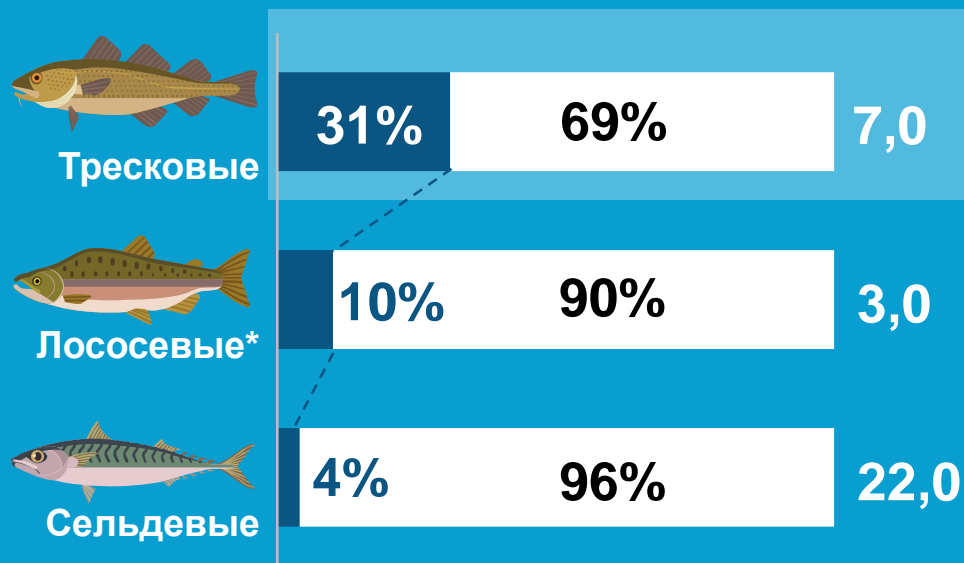 31% 69% 7,0
Тресковые
10% 90% 3,0
Лососевые*
4% 96% 22,0
Сельдевые